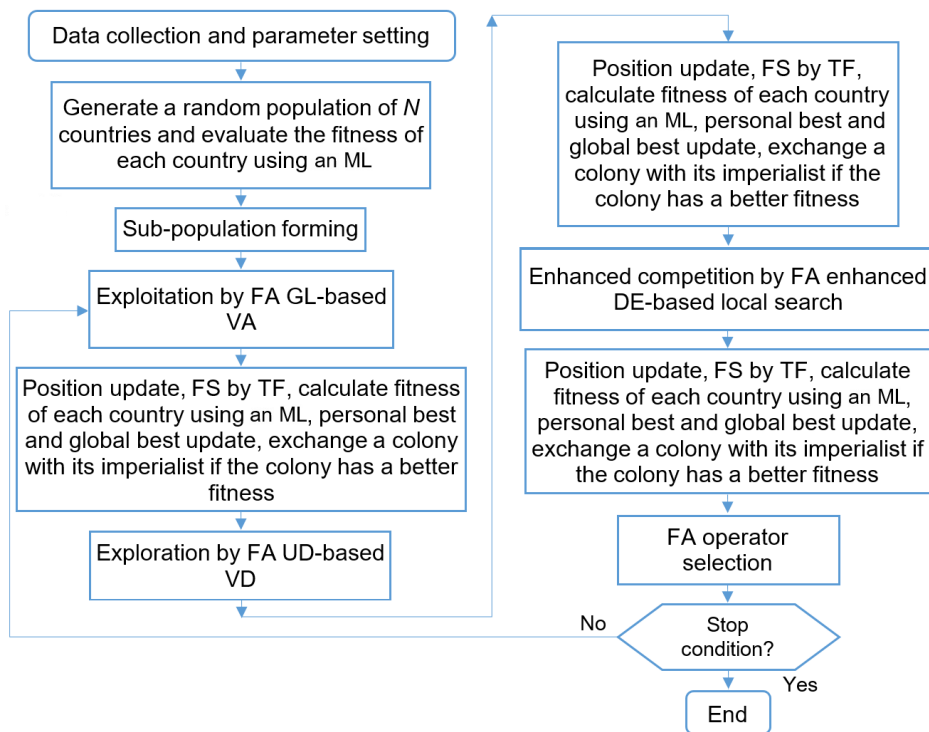 Data collection and parameter setting
Generate a random population of N
countries and evaluate the fitness of
each country using an ML
Sub-population forming
Exploitation by FA GL-based
VA
Position update, FS by TF, calculate fitness
of each country using an ML, personal best
and global best update, exchange a colony
with its imperialist if the colony has a better
fitness
Exploration by FA UD-based
VD
Position update, FS by TF,
calculate fitness of each country
using an ML, personal best and
global best update, exchange a
colony with its imperialist if the
colony has a better fitness
Enhanced competition by FA enhanced
DE-based local search
Position update, FS by TF, calculate
fitness of each country using an ML,
personal best and global best update,
exchange a colony with its imperialist if
the colony has a better fitness
FA operator
selection
No
Stop
condition?
Yes
End